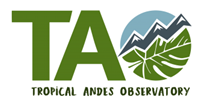 TAO
TROPICAL ANDES OBSERVATORY